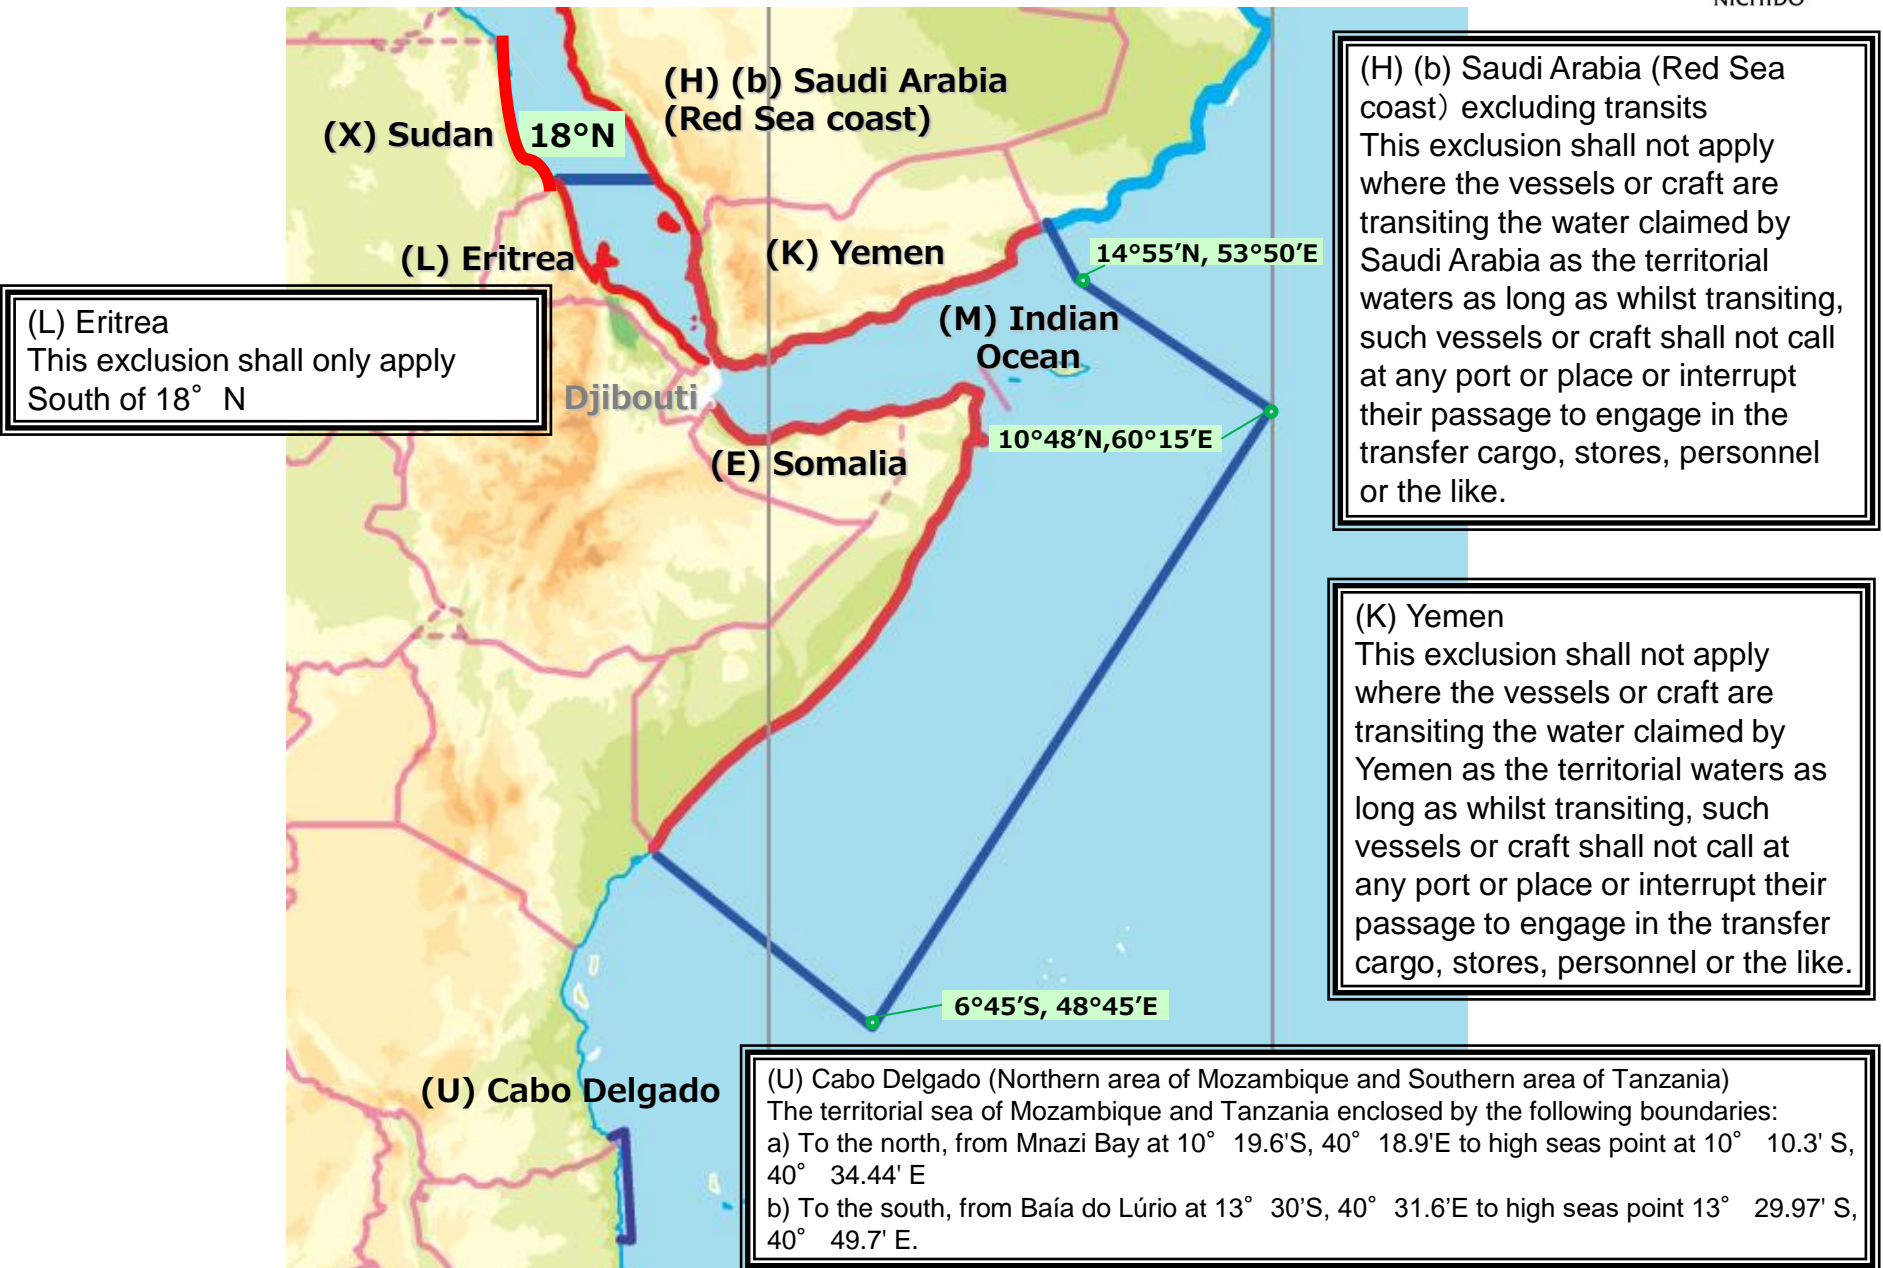 NICHIDO
(H) (b) Saudi Arabia
(Red Sea coast)
(X) Sudan
18°N
(L) Eritrea
(K) Yemen
14°55′N, 53°50′E
(M) Indian
Ocean
Djibouti
10°48′N,60°15′E
(E) Somalia
6°45′S, 48°45′E
(U) Cabo Delgado
(L) Eritrea
This exclusion shall only apply
South of 18° N
(H) (b) Saudi Arabia (Red Sea
coast）excluding transits
This exclusion shall not apply
where the vessels or craft are
transiting the water claimed by
Saudi Arabia as the territorial
waters as long as whilst transiting,
such vessels or craft shall not call
at any port or place or interrupt
their passage to engage in the
transfer cargo, stores, personnel
or the like.
(K) Yemen
This exclusion shall not apply
where the vessels or craft are
transiting the water claimed by
Yemen as the territorial waters as
long as whilst transiting, such
vessels or craft shall not call at
any port or place or interrupt their
passage to engage in the transfer
cargo, stores, personnel or the like.
(U) Cabo Delgado (Northern area of Mozambique and Southern area of Tanzania)
The territorial sea of Mozambique and Tanzania enclosed by the following boundaries:
a) To the north, from Mnazi Bay at 10° 19.6'S, 40° 18.9'E to high seas point at 10° 10.3' S,
40° 34.44' E
b) To the south, from Baía do Lúrio at 13° 30'S, 40° 31.6'E to high seas point 13° 29.97' S,
40° 49.7' E.